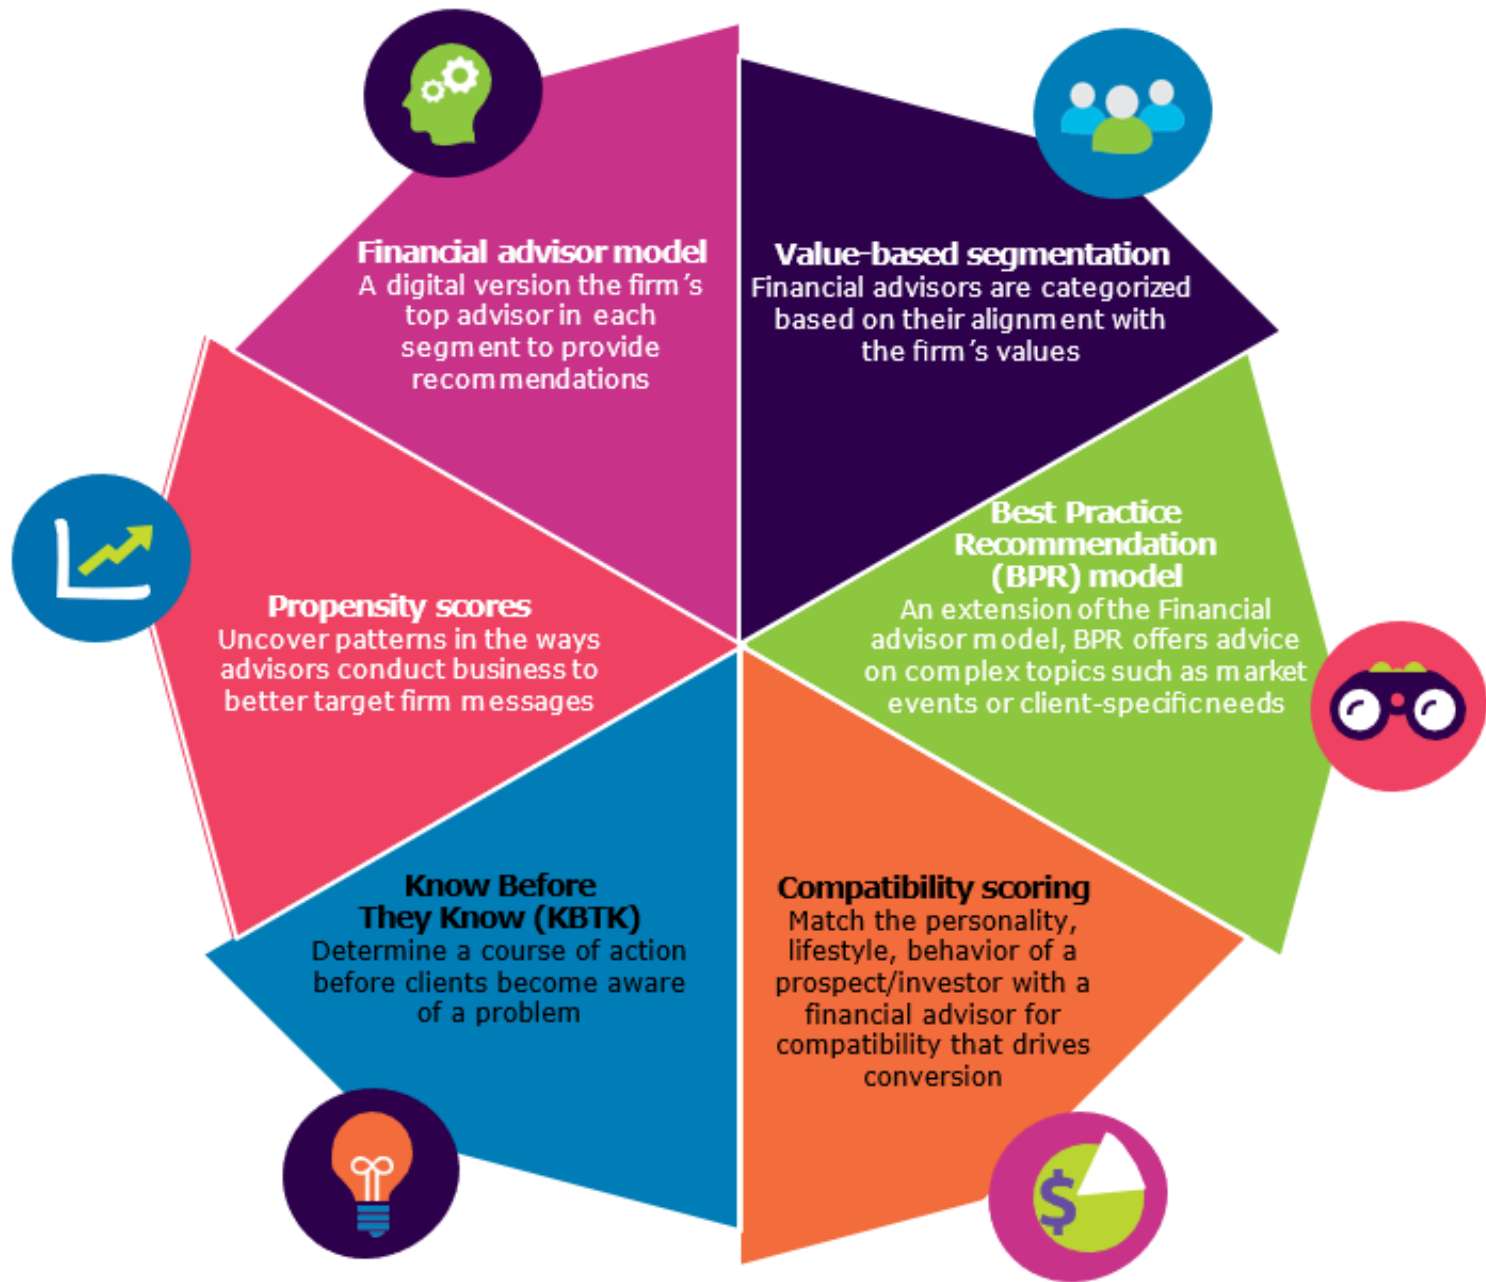 Financial advisor model
A digital version the firm's
top advisor in each
segment to provide
recommendations
Value-based segmentation
Financial advisors are categorized
based on their alignment with
the firm's values
Best Practice
Recommendation
(BPR) model
An extension of the Financial
advisor model, BPR offers advice
on complex topics such as market
events or client-specific needs
Compatibility scoring
Match the personality,
lifestyle, behavior of a
prospect/investor with a
financial advisor for
compatibility that drives
conversion
$
Know Before
They Know (KBTK)
Determine a course of action
before clients become aware
of a problem
Propensity scores
Uncover patterns in the ways
advisors conduct business to
better target firm messages